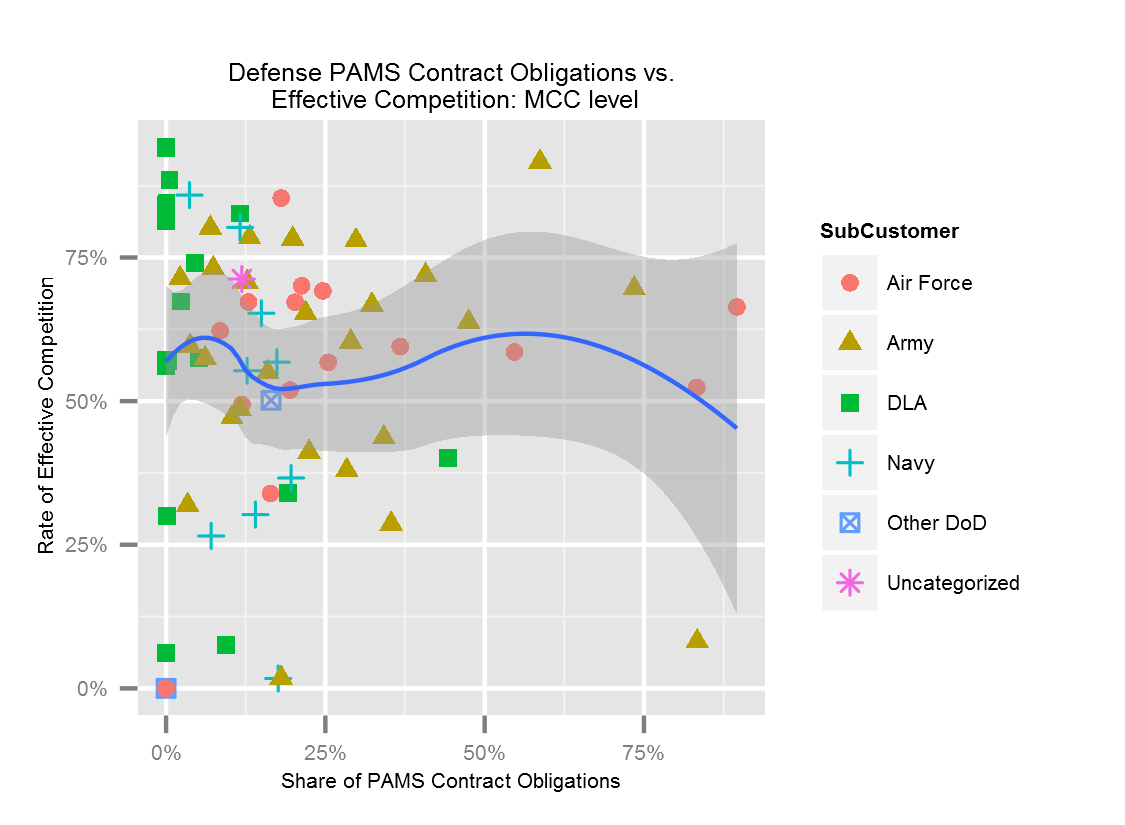 Defense PAMS Contract Obligations vs.
Effective Competition: MCC level
Rate of Effective Competition
75%
50%
25%
0%
0%
25%
50%
75%
Share of PAMS Contract Obligations
SubCustomer
Air Force
Army
DLA
Navy
Other DoD
Uncategorized